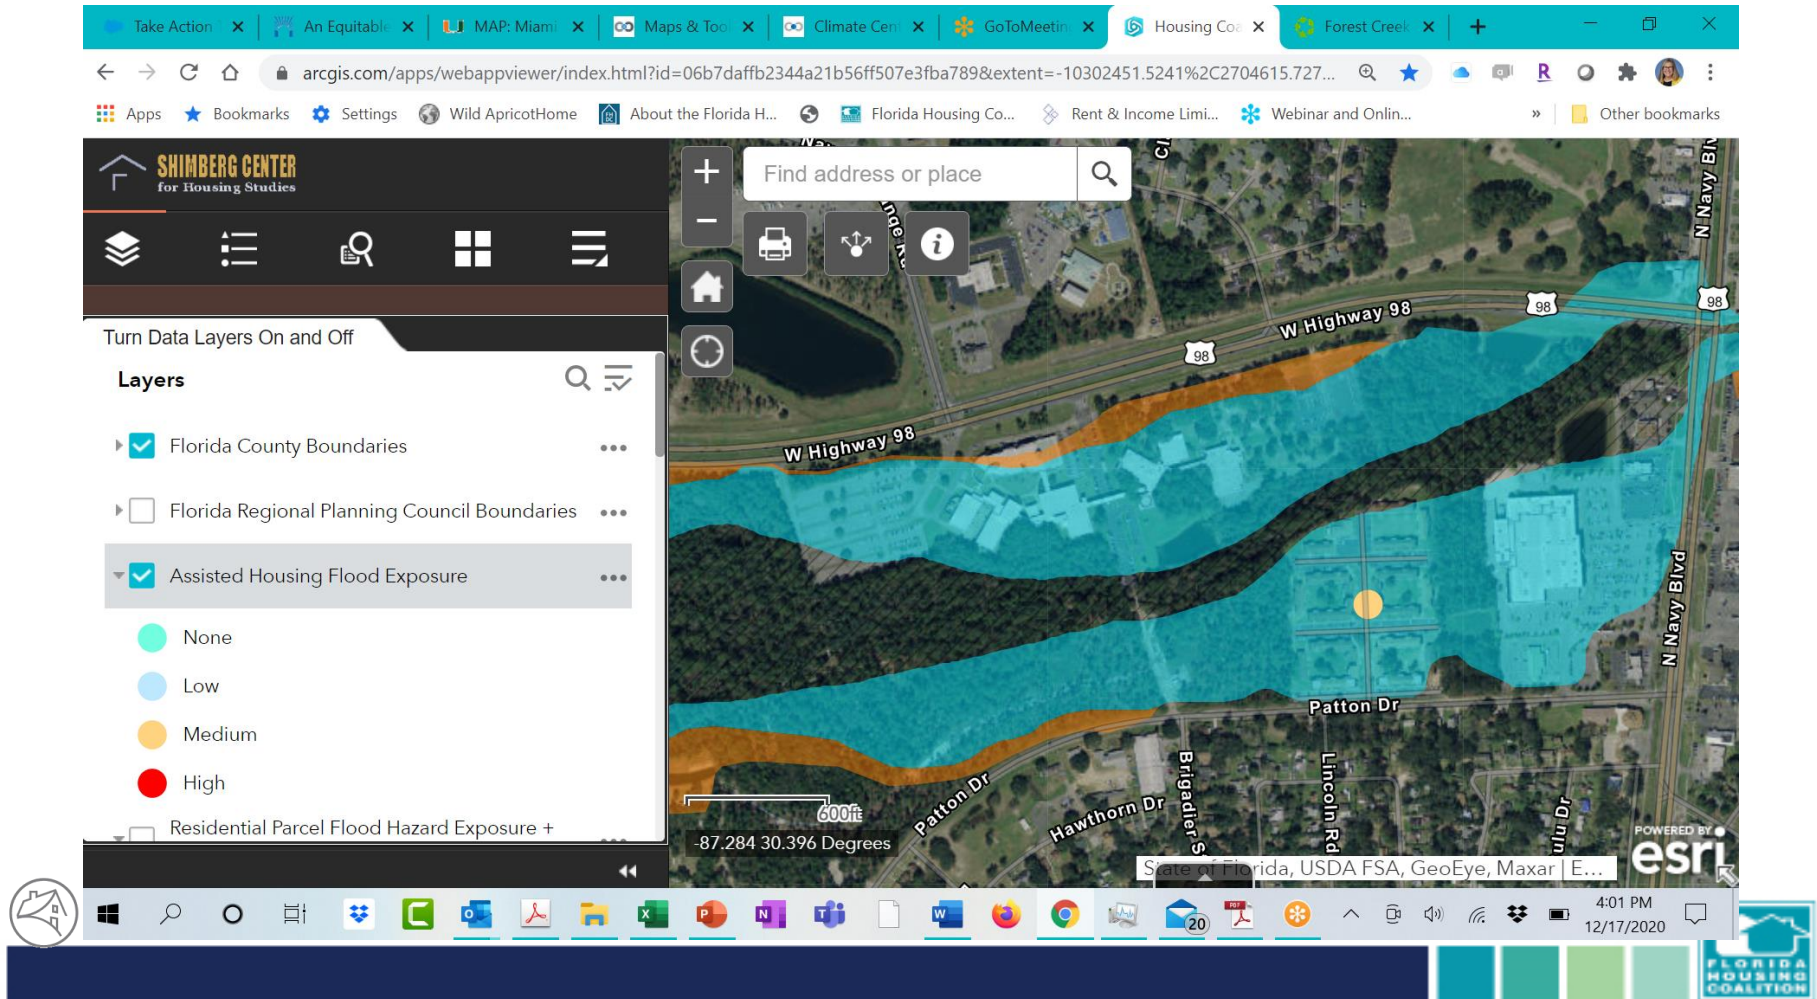 Take Action
An Equitable
MAP: Miami
Maps & Too
Climate Cent
GoToMeetin
Housing Coa
Forest Creek
arcgis.com/apps/webappviewer/index.html?id=06b7daffb2344a21b56ff507e3fba789&extent=-10302451.5241%2C2704615.727...
Apps
Bookmarks
Settings
Wild ApricotHome
About the Florida H...
Florida Housing Co...
Rent & Income Limi...
Webinar and Onlin...
»
Other bookmarks
SHIMBERG CENTER
for Housing Studies
Find address or place
Turn Data Layers On and Off
Layers
Florida County Boundaries
Florida Regional Planning Council Boundaries
Assisted Housing Flood Exposure
None
Low
Medium
High
Residential Parcel Flood Hazard Exposure +
N Navy Blv
98
98
W Highway 98
98
W Highway 98
N Navy Blvd
Patton Dr
Patton Dr
Hawthorn Dr
Brigadier S
Lincoln Rd
ulu Dr
600ft
-87.284 30.396 Degrees
POWERED BY
esri
State of Florida, USDA FSA, GeoEye, Maxar | E...
20
4:01 PM
12/17/2020
FLORIDA
HOUSING
COALITION